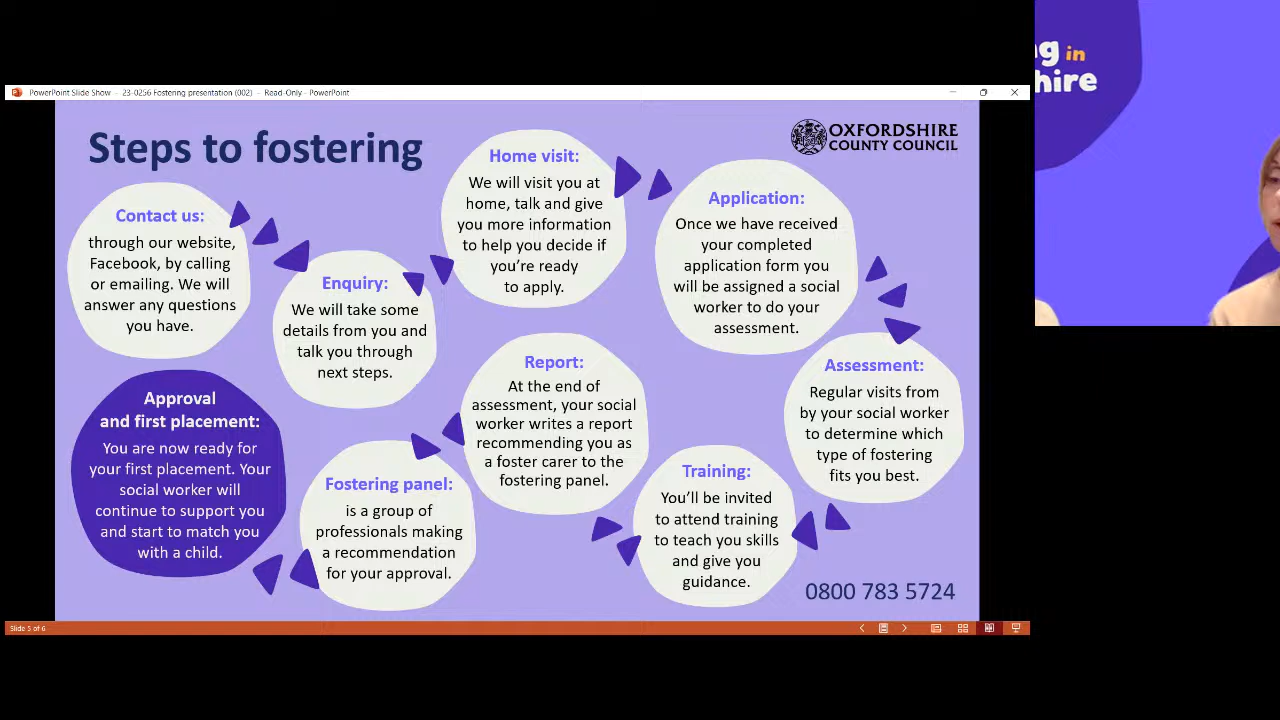 PowerPoint Slide Show - 23-0256 Fostering presentation (002) - Read-Only - PowerPoint
Steps to fostering
OXFORDSHIRE
COUNTY COUNCIL
Contact us:
through our website,
Facebook, by calling
or emailing. We will
answer any questions
you have.
Enquiry:
We will take some
details from you and
talk you through
next steps.
Home visit:
We will visit you at
home, talk and give
you more information
to help you decide if
you're ready
to apply.
Application:
Once we have received
your completed
application form you
will be assigned a social
worker to do your
assessment.
Assessment:
Regular visits from
by your social worker
to determine which
type of fostering
fits you best.
Training:
You'll be invited
to attend training
to teach you skills
and give you
guidance.
Report:
At the end of
assessment, your social
worker writes a report
recommending you as
a foster carer to the
fostering panel.
Fostering panel:
is a group of
professionals making
a recommendation
for your approval.
Approval
and first placement:
You are now ready for
your first placement. Your
social worker will
continue to support you
and start to match you
with a child.
0800 783 5724
Slide 5 of 6
ng in
hire